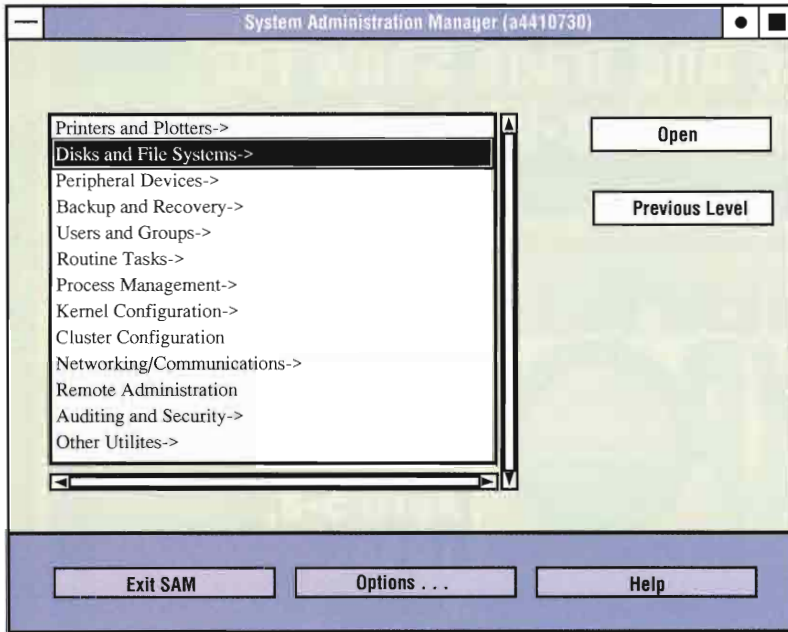 System Administration Manager (a4410730)
Printers and Plotters->
Disks and File Systems->
Peripheral Devices->
Backup and Recovery->
Users and Groups->
Routine Tasks->
Process Management->
Kernel Configuration->
Cluster Configuration
Networking/Communications->
Remote Administration
Auditing and Security->
Other Utilites->
Open
Previous Level
Exit SAM
Options . . .
Help